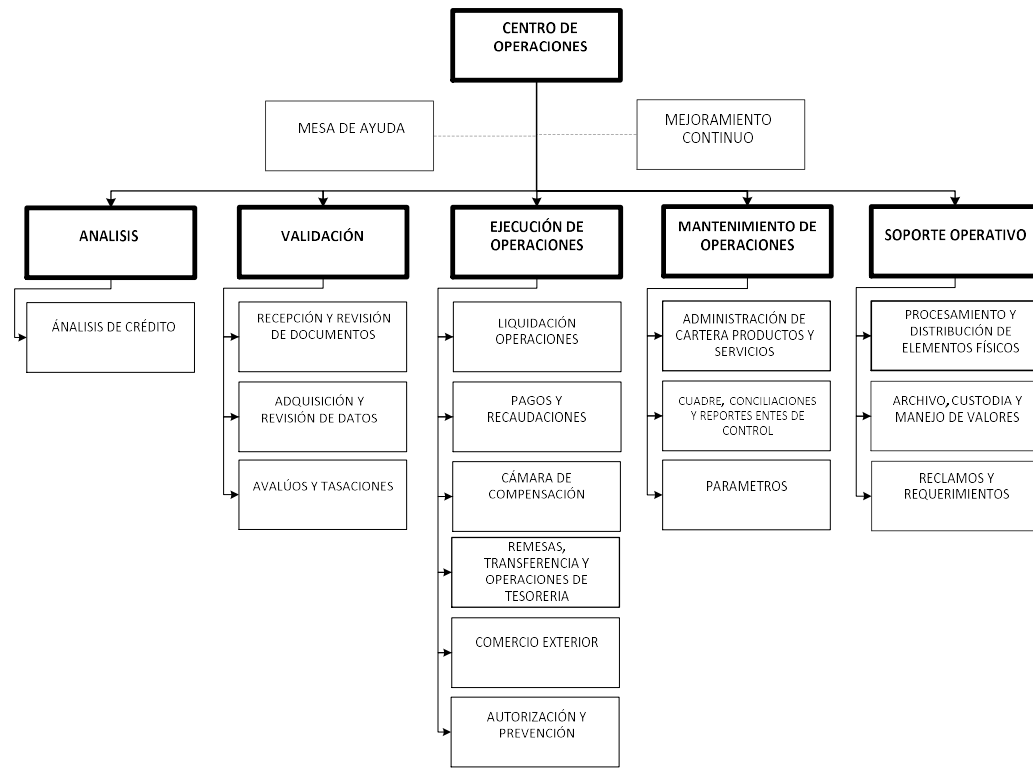 CENTRO DE
OPERACIONES
MESA DE AYUDA
MEJORAMIENTO
CONTINUO
ANALISIS
VALIDACIÓN
EJECUCIÓN DE
OPERACIONES
MANTENIMIENTO DE
OPERACIONES
SOPORTE OPERATIVO
ÁNALISIS DE CRÉDITO
RECEPCIÓN Y REVISIÓN
DE DOCUMENTOS
ADQUISICIÓN Y
REVISIÓN DE DATOS
AVALÚOS Y TASACIONES
LIQUIDACIÓN
OPERACIONES
PAGOS Y
RECAUDACIONES
CÁMARA DE
COMPENSACIÓN
REMESAS,
TRANSFERENCIA Y
OPERACIONES DE
TESORERIA
COMERCIO EXTERIOR
AUTORIZACIÓN Y
PREVENCIÓN
ADMINISTRACIÓN DE
CARTERA PRODUCTOS Y
SERVICIOS
CUADRE, CONCILIACIONES
Y REPORTES ENTES DE
CONTROL
PARAMETROS
PROCESAMIENTO Y
DISTRIBUCIÓN DE
ELEMENTOS FÍSICOS
ARCHIVO, CUSTODIA Y
MANEJO DE VALORES
RECLAMOS Y
REQUERIMIENTOS